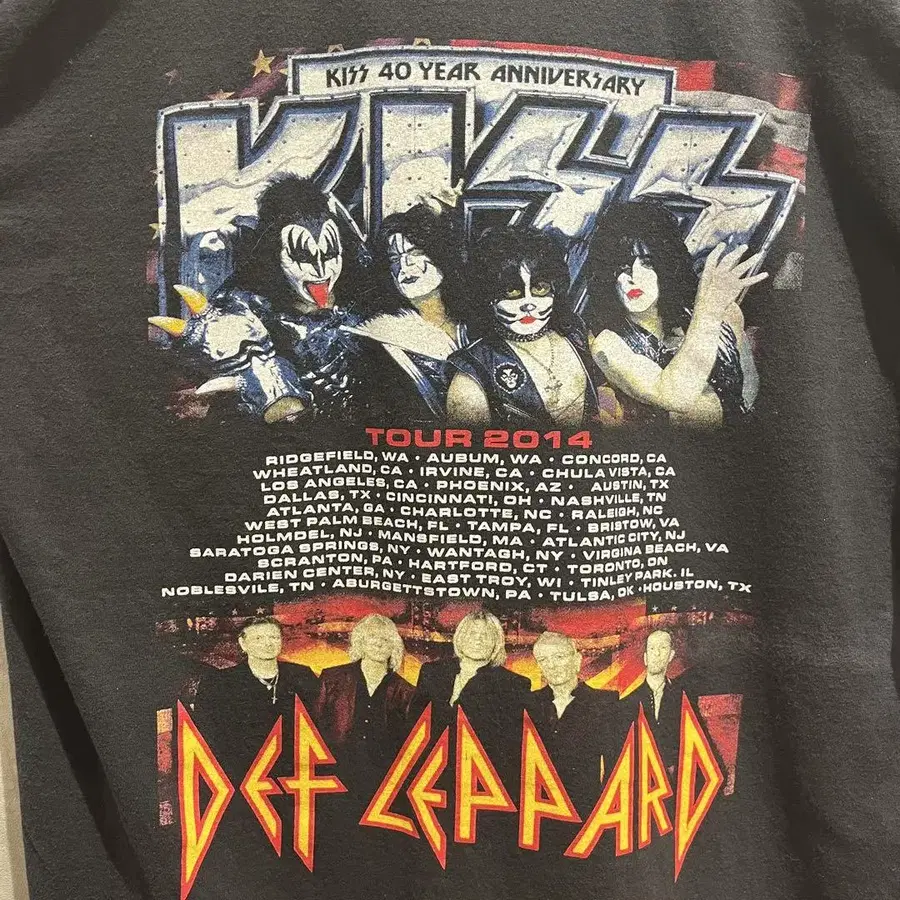 KISS 40 YEAR ANNIVERSARY
KISS
TOUR 2014
RIDGEFIELD, WA • AUBUM, WA • CONCORD, CA
WHEATLAND, CA • IRVINE, CA • CHULA VISTA, CA
LOS ANGELES, CA • PHOENIX, AZ • AUSTIN, TX
DALLAS, TX • CINCINNATI, OH • NASHVILLE, TN
ATLANTA, GA • CHARLOTTE, NC • RALEIGH, NC
WEST PALM BEACH, FL • TAMPA, FL • BRISTOW, VA
HOLMDEL, NJ • MANSFIELD, MA • ATLANTIC CITY, NJ
SARATOGA SPRINGS, NY • WANTAGH, NY • VIRGINA BEACH, VA
SCRANTON, PA • HARTFORD, CT • TORONTO, ON
DARIEN CENTER, NY • EAST TROY, WI • TINLEY PARK. IL
NOBLESVILE, TN • ABURGETTSTOWN, PA • TULSA, OK • HOUSTON, TX
DEF LEPPARD